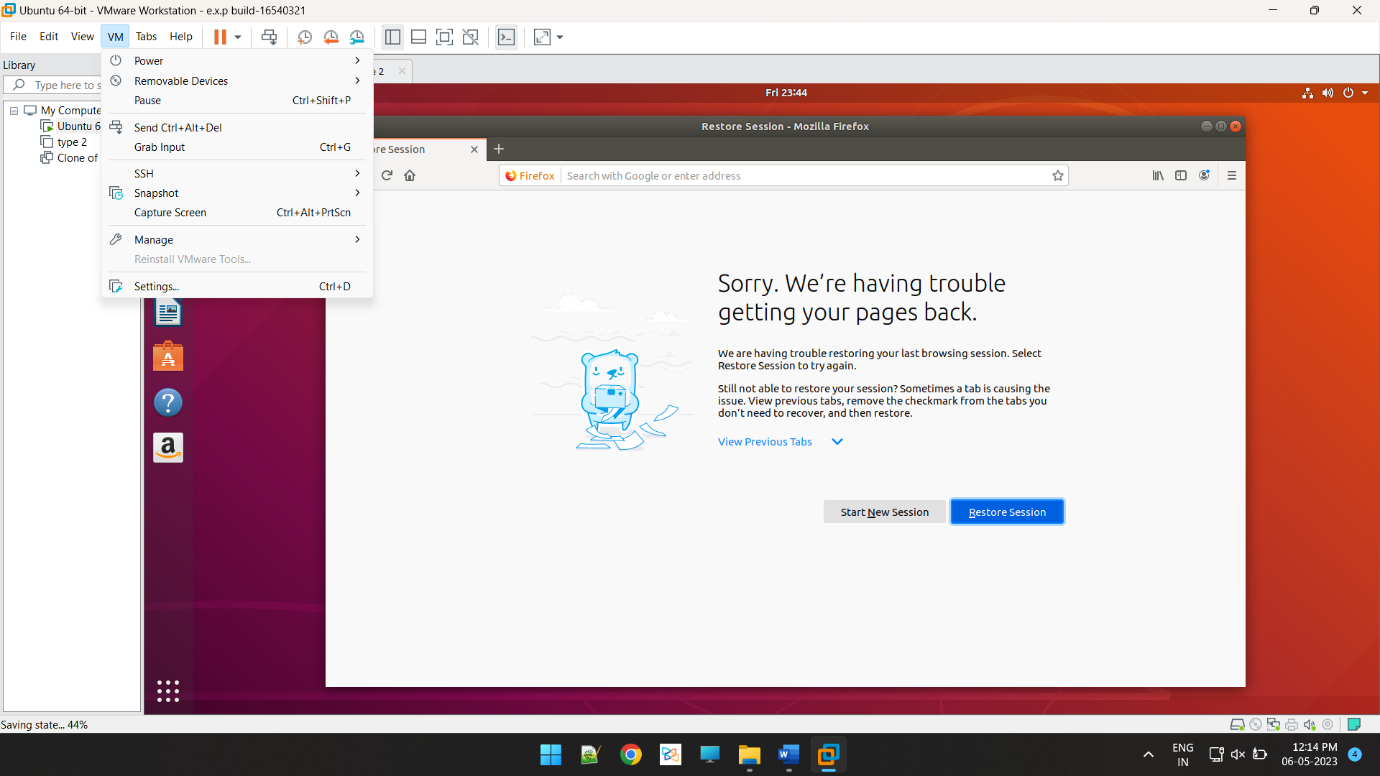 Ubuntu 64-bit - VMware Workstation - e.x.p build-16540321
File Edit View VM Tabs Help
Library
Type here to s
My Compute
Ubuntu 6
type 2
Clone of
Power
Removable Devices
Pause Ctrl+Shift+P
Send Ctrl+Alt+Del
Grab Input Ctrl+G
SSH
Snapshot
Capture Screen Ctrl+Alt+PrtScn
Manage
Reinstall VMware Tools...
Settings... Ctrl+D
e 2
Fri 23:44
Restore Session - Mozilla Firefox
ore Session
Firefox Search with Google or enter address
Sorry. We’re having trouble
getting your pages back.
We are having trouble restoring your last browsing session. Select
Restore Session to try again.
Still not able to restore your session? Sometimes a tab is causing the
issue. View previous tabs, remove the checkmark from the tabs you
don’t need to recover, and then restore.
View Previous Tabs
Start New Session Restore Session
Saving state... 44%
ENG
IN
12:14 PM
06-05-2023
4